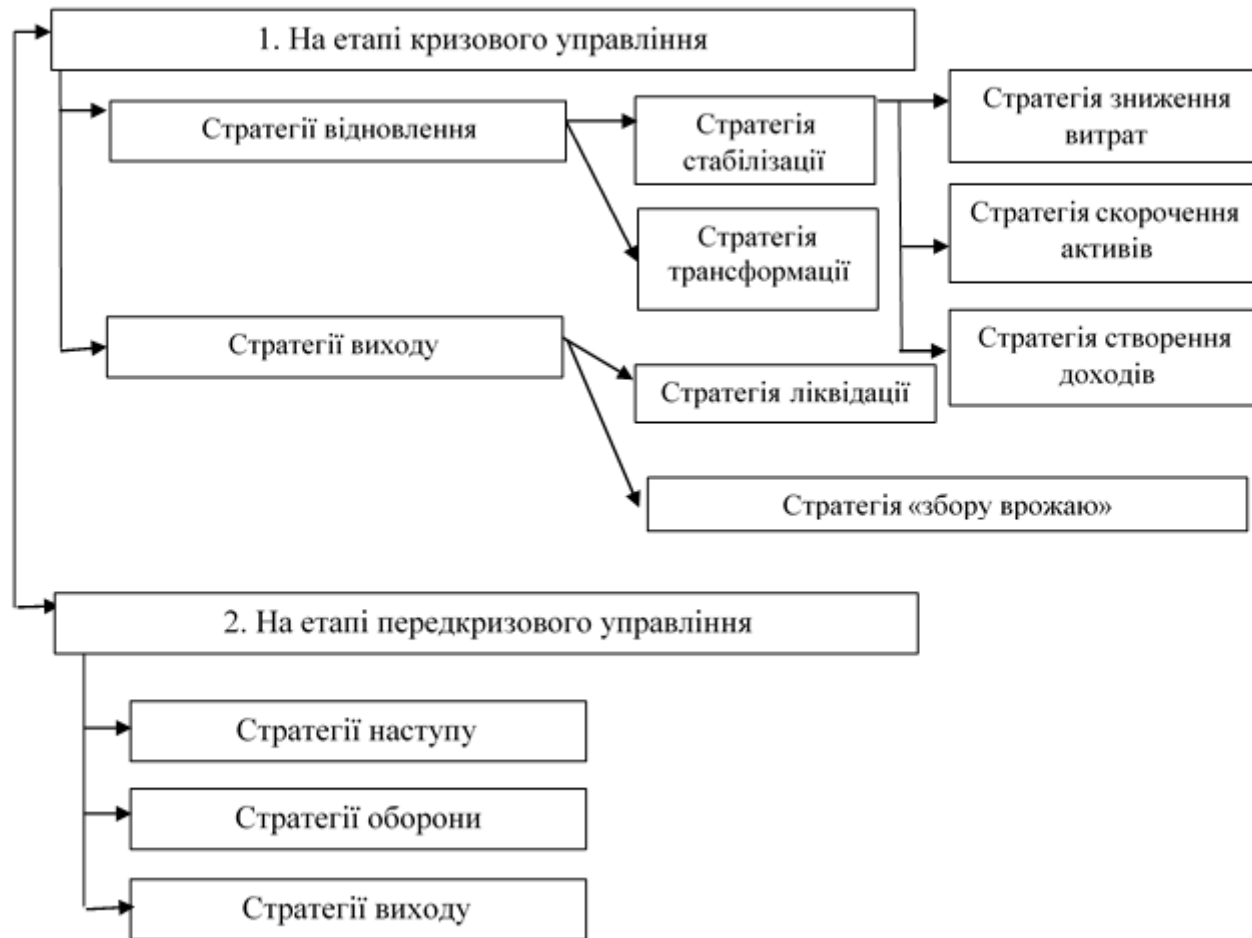 1. На етапі кризового управління
Стратегії відновлення
Стратегія
стабілізації
Стратегія зниження
витрат
Стратегія скорочення
активів
Стратегія
трансформації
Стратегія створення
доходів
Стратегії виходу
Стратегія ліквідації
Стратегія «збору врожаю»
2. На етапі передкризового управління
Стратегії наступу
Стратегії оборони
Стратегії виходу